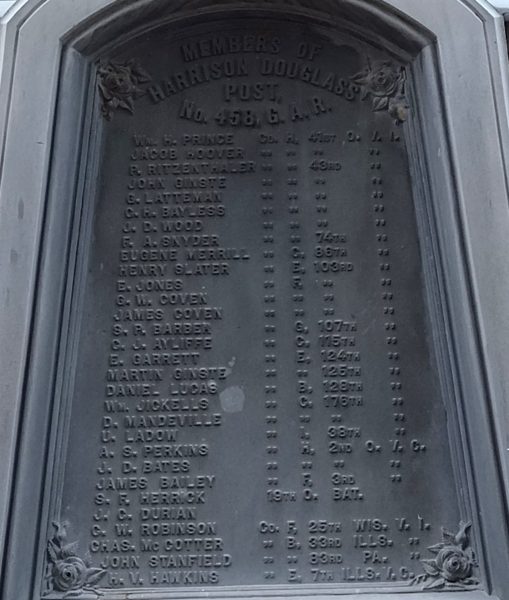 MEMBERS OF
HARRISON DOUGLASS
POST,
No. 458, G. A. R.
Wm. H. PRINCE Co. H, 41ST O. V. I.
JACOB HOOVER " " " "
P. RITZENTHALER " " 43RD "
JOHN GINSTE " " " "
G. LATTEMAN " " " "
C. H. BAYLESS " " " "
J. D. WOOD " " " "
F. A. SNYDER " " 74TH "
EUGENE MERRILL " C, 86TH "
HENRY SLATER " E, 103RD "
E. JONES " F, " "
G. W. COVEN " " " "
JAMES COVEN " " " "
S. P. BARBER " G, 107TH "
C. J. AYLIFFE " C, 115TH "
E. GARRETT " E, 124TH "
MARTIN GINSTE " " 125TH "
DANIEL LUCAS " B, 128TH "
Wm. JICKELLS " C, 176TH "
D. MANDEVILLE " " " "
J. LADOW " I, 38TH "
A. S. PERKINS " H, 2ND O. V. C.
J. D. BATES " " " "
JAMES BAILEY " F, 3RD "
S. F. HERRICK 19TH O. BAT.
J. C. DURIAN
C. W. ROBINSON Co. F, 25TH WIS. V. I.
CHAS. McCOTTER " B, 33RD ILLS. "
JOHN STANFIELD " " 83RD PA. "
H. V. HAWKINS " E, 7TH ILLS. V. C.